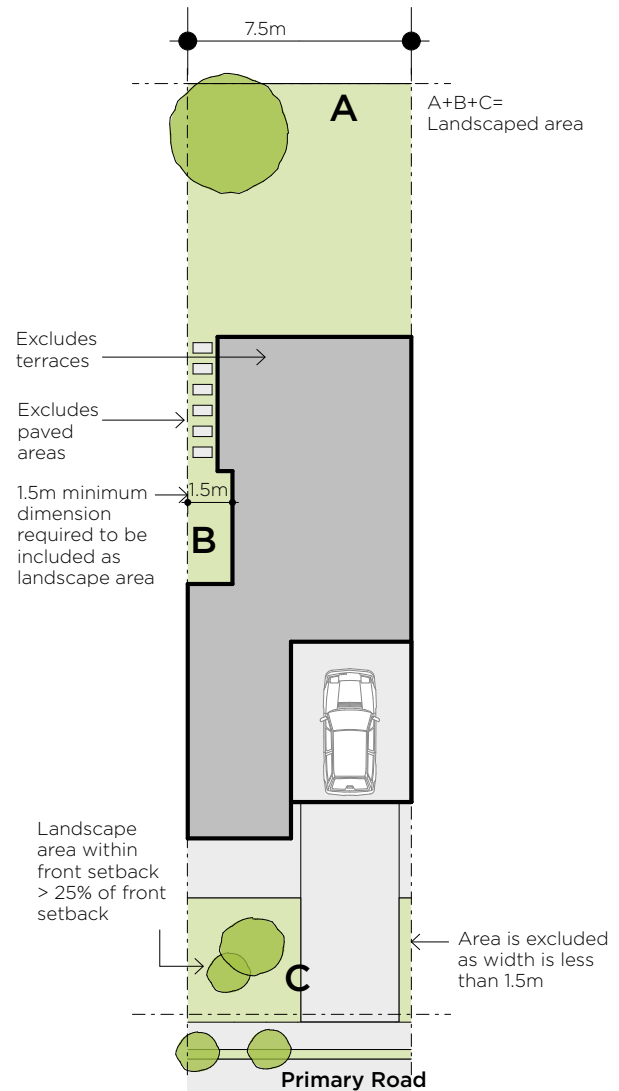 7.5m
A
A+B+C=
Landscaped area
Excludes
terraces
Excludes
paved
areas
1.5m minimum
dimension
required to be
included as
landscape area
1.5m
B
Landscape
area within
front setback
> 25% of front
setback
C
Area is excluded
as width is less
than 1.5m
Primary Road